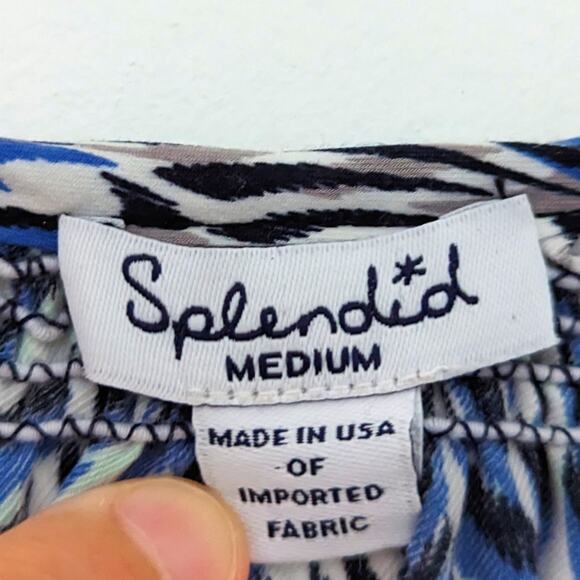 Splendid
MEDIUM
MADE IN USA
OF
IMPORTED
FABRIC